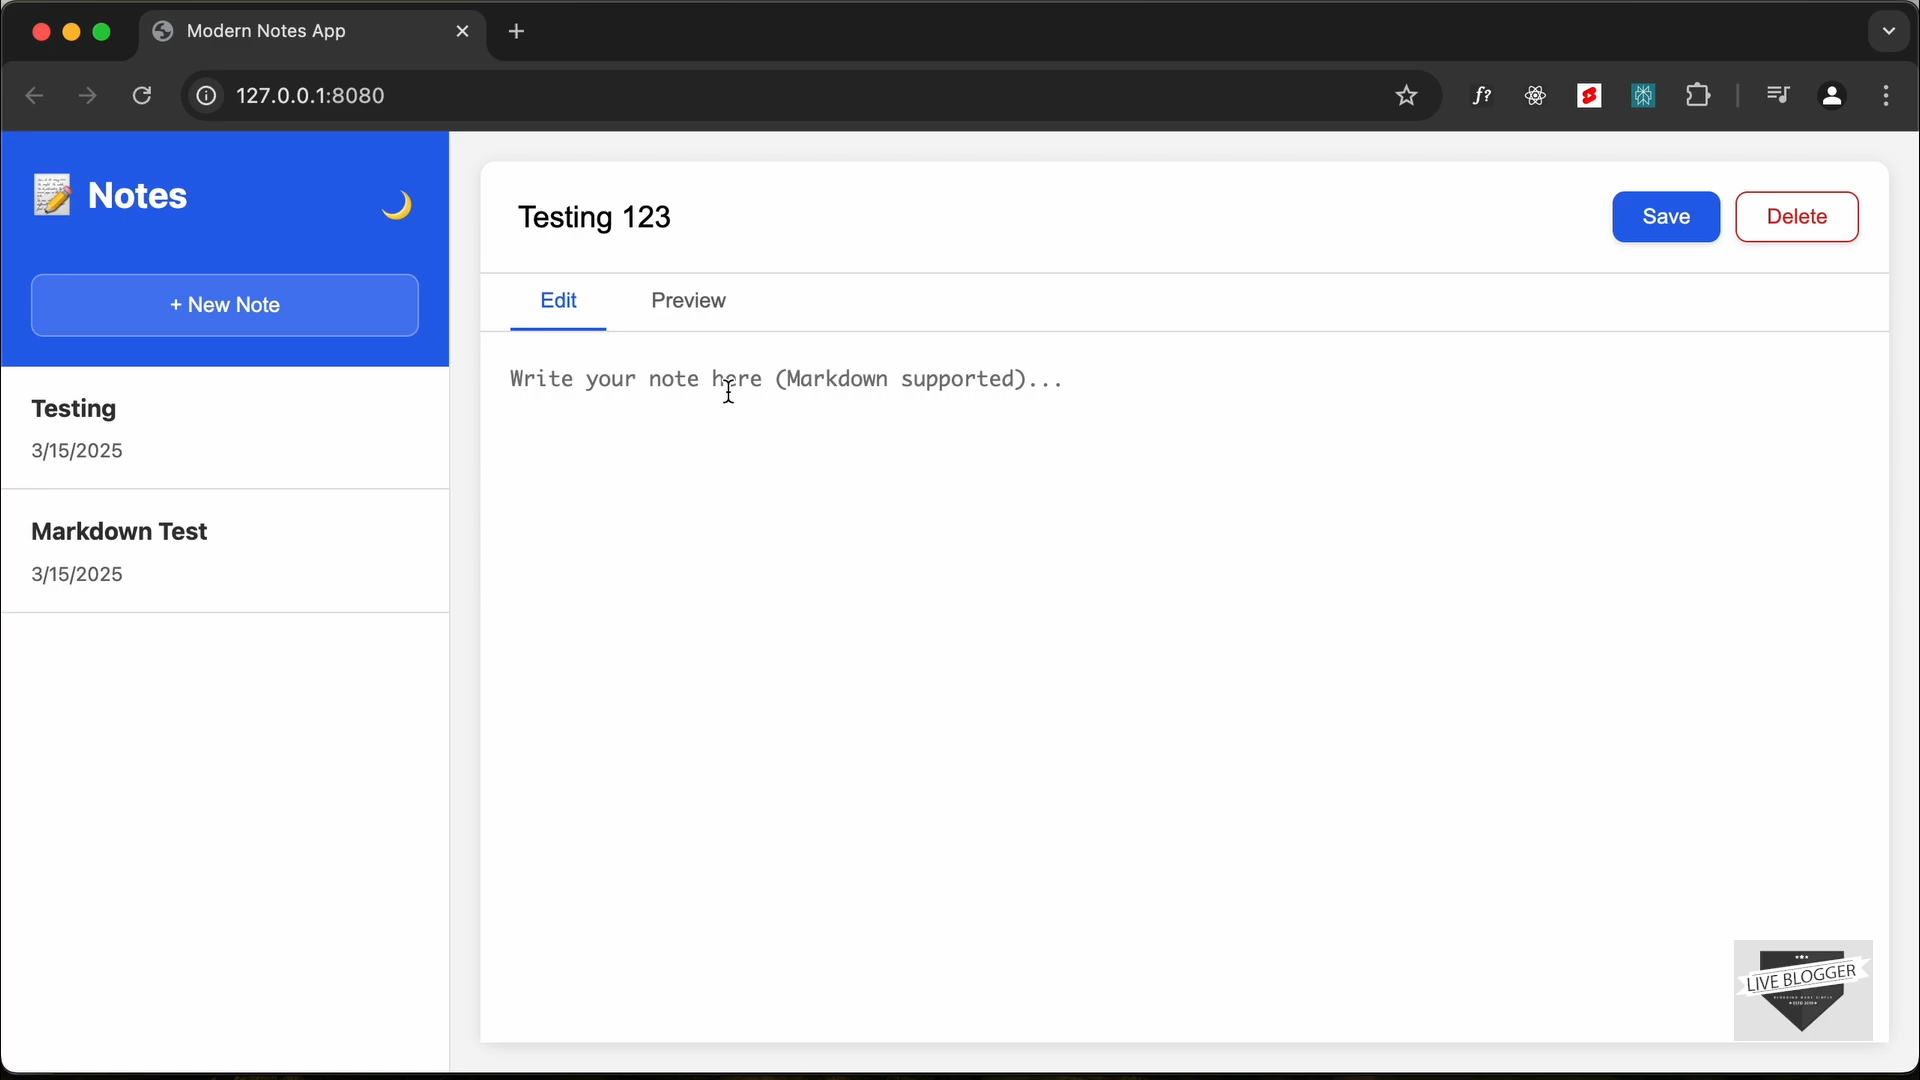 Modern Notes App
127.0.0.1:8080
f?
Notes
+ New Note
Testing
3/15/2025
Markdown Test
3/15/2025
Testing 123
Save
Delete
Edit
Preview
Write your note here (Markdown supported)...
LIVE BLOGGER